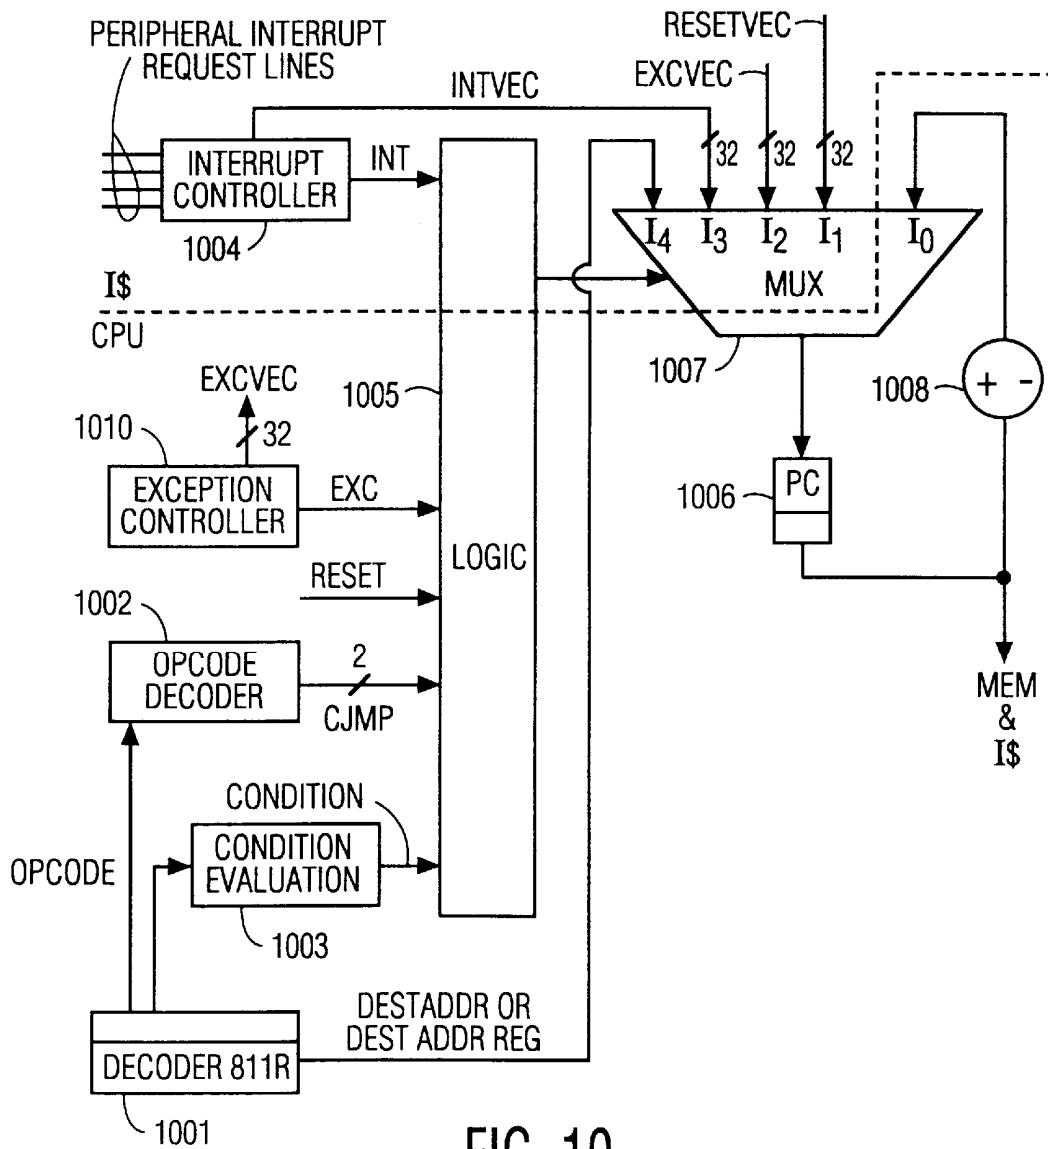 RESETVEC
PERIPHERAL INTERRUPT
REQUEST LINES
EXCVEC
INTVEC
32
32
32
INTERRUPT
CONTROLLER
INT
1004
I4
I3
I2
I1
I0
MUX
I$
CPU
1007
1008
+ -
EXCVEC
32
1005
1010
EXCEPTION
CONTROLLER
EXC
PC
1006
LOGIC
RESET
1002
OPCODE
DECODER
2
CJMP
MEM
&
I$
CONDITION
CONDITION
EVALUATION
OPCODE
1003
DESTADDR OR
DEST ADDR REG
DECODER 811R
1001
FIG. 10